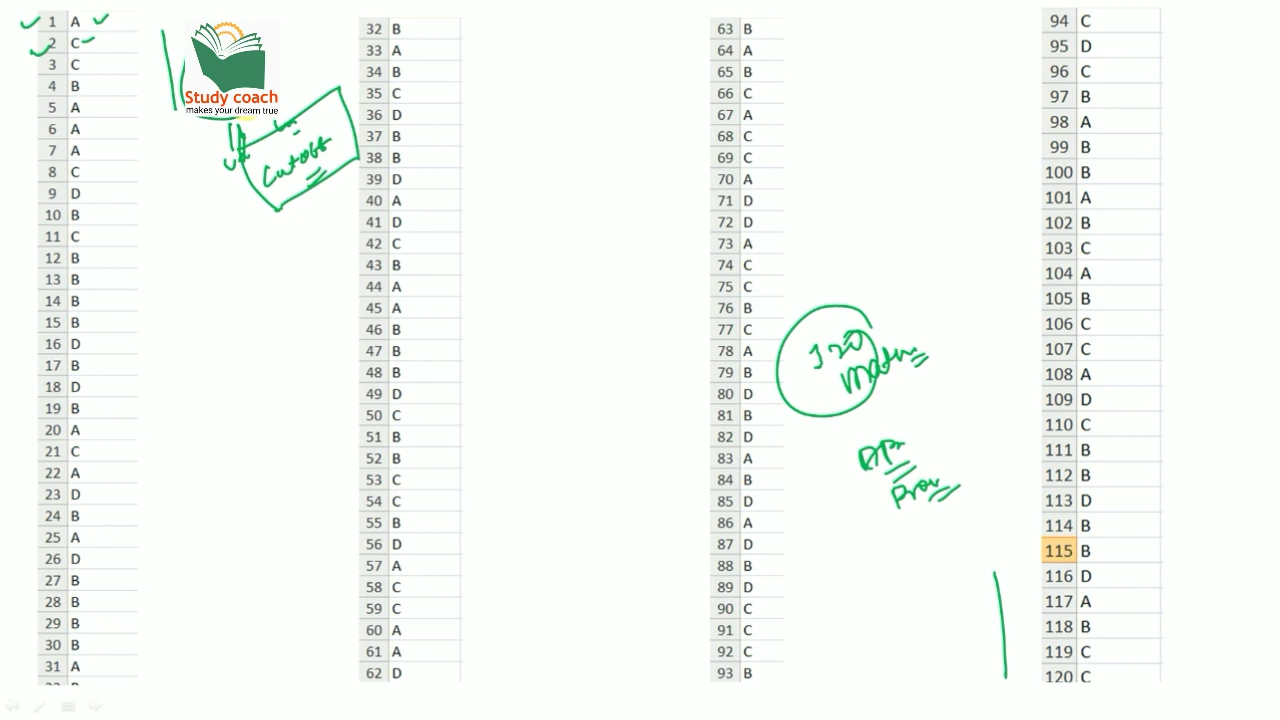 1 A
2 C
3 C
4 B
5 A
6 A
7 A
8 C
9 D
10 B
11 C
12 B
13 B
14 B
15 B
16 D
17 B
18 D
19 B
20 A
21 C
22 A
23 D
24 B
25 A
26 D
27 B
28 B
29 B
30 B
31 A
Study coach
makes your dream true
Cutoff
32 B
33 A
34 B
35 C
36 D
37 B
38 B
39 D
40 A
41 D
42 C
43 B
44 A
45 A
46 B
47 B
48 B
49 D
50 C
51 B
52 B
53 C
54 C
55 B
56 D
57 A
58 C
59 C
60 A
61 A
62 D
63 B
64 A
65 B
66 C
67 A
68 C
69 C
70 A
71 D
72 D
73 A
74 C
75 C
76 B
77 C
78 A
79 B
80 D
81 B
82 D
83 A
84 B
85 D
86 A
87 D
88 B
89 D
90 C
91 C
92 C
93 B
94 C
95 D
96 C
97 B
98 A
99 B
100 B
101 A
102 B
103 C
104 A
105 B
106 C
107 C
108 A
109 D
110 C
111 B
112 B
113 D
114 B
115 B
116 D
117 A
118 B
119 C
120 C